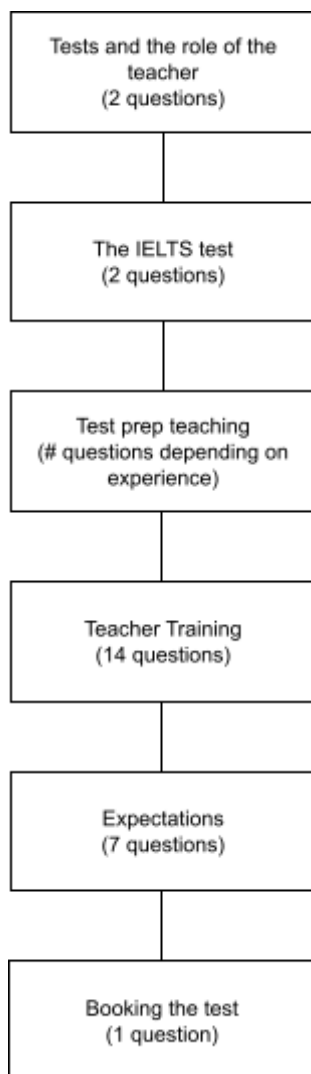 Tests and the role of the
teacher
(2 questions)
The IELTS test
(2 questions)
Test prep teaching
(# questions depending on
experience)
Teacher Training
(14 questions)
Expectations
(7 questions)
Booking the test
(1 question)